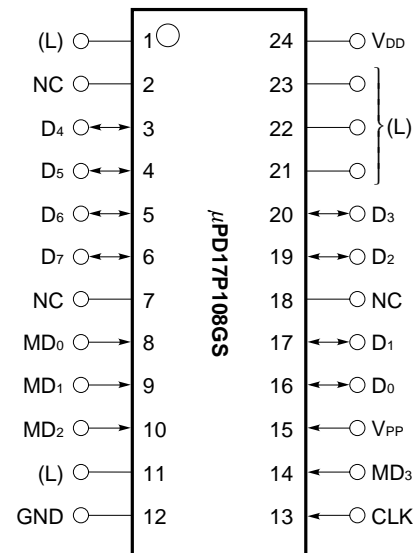 (L) 1 24 VDD
NC 2 23
D4 3 22 (L)
D5 4 21
D6 5 20 D3
D7 6 19 D2
NC 7 18 NC
MD0 8 17 D1
MD1 9 16 D0
MD2 10 15 VPP
(L) 11 14 MD3
GND 12 13 CLK
µPD17P108GS